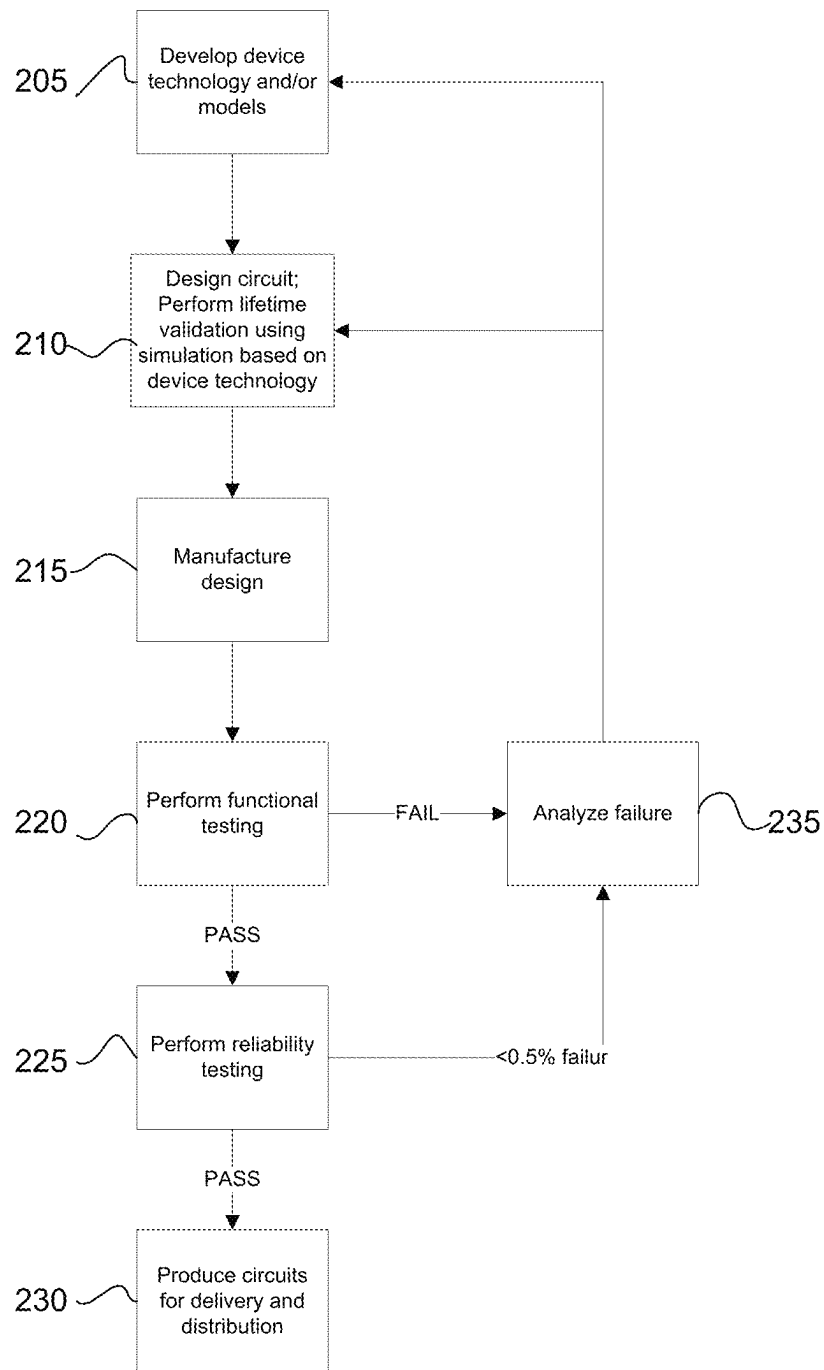 205
Develop device
technology and/or
models
210
Design circuit;
Perform lifetime
validation using
simulation based on
device technology
215
Manufacture
design
220
Perform functional
testing
FAIL
Analyze failure
235
PASS
225
Perform reliability
testing
<0.5% failur
PASS
230
Produce circuits
for delivery and
distribution